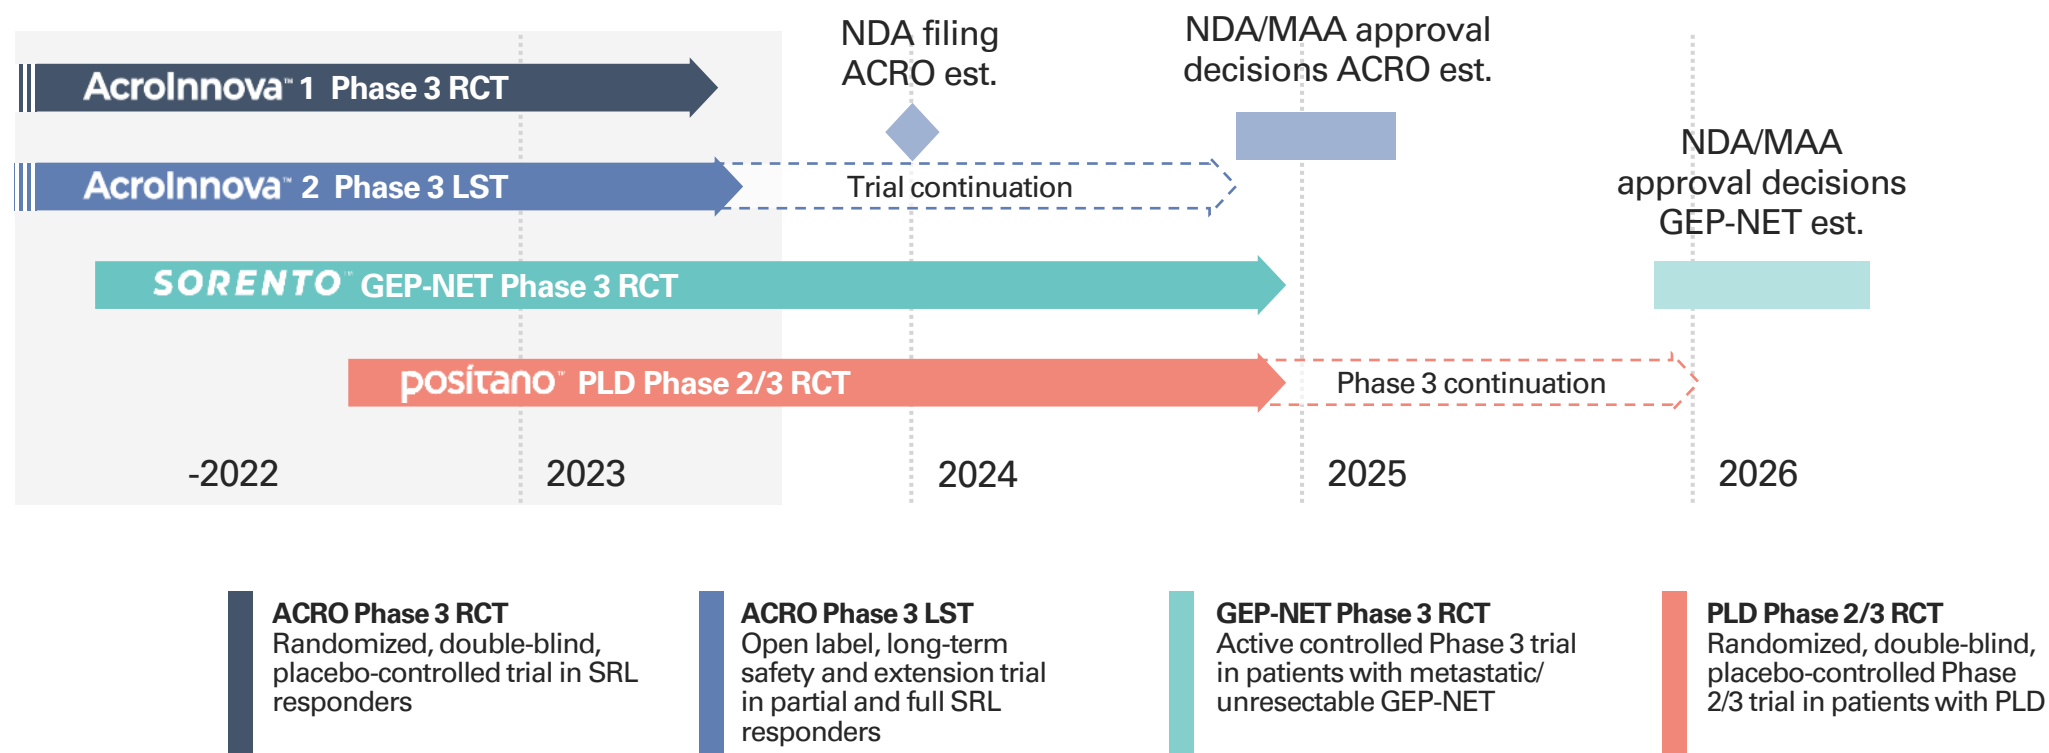 NDA filing
ACRO est.
NDA/MAA approval
decisions ACRO est.
AcroInnova™ 1 Phase 3 RCT
NDA/MAA
approval decisions
GEP-NET est.
AcroInnova™ 2 Phase 3 LST
Trial continuation
SORENTO™ GEP-NET Phase 3 RCT
positano™ PLD Phase 2/3 RCT
Phase 3 continuation
-2022
2023
2024
2025
2026
ACRO Phase 3 RCT
Randomized, double-blind,
placebo-controlled trial in SRL
responders
ACRO Phase 3 LST
Open label, long-term
safety and extension trial
in partial and full SRL
responders
GEP-NET Phase 3 RCT
Active controlled Phase 3 trial
in patients with metastatic/
unresectable GEP-NET
PLD Phase 2/3 RCT
Randomized, double-blind,
placebo-controlled Phase
2/3 trial in patients with PLD